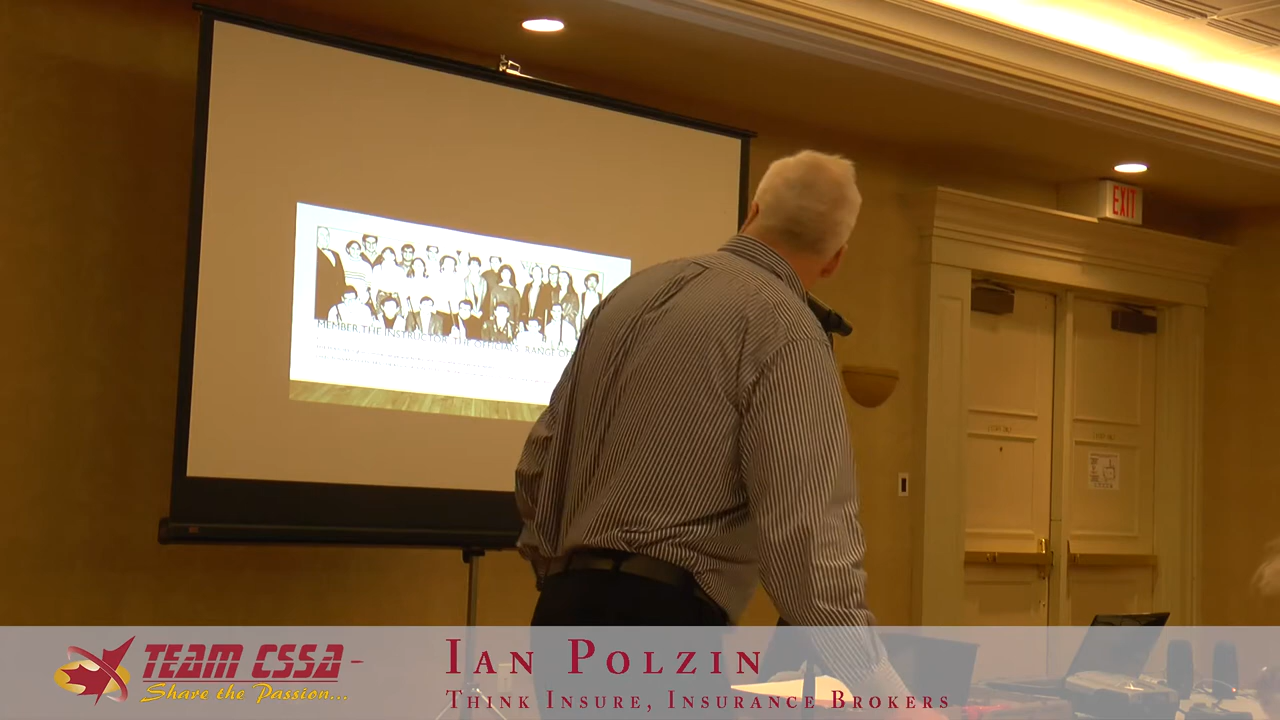 EXIT
MEMBER, THE INSTRUCTOR, THE OFFICIALS, RANGE
TEAM CSSA-
Share the Passion...
IAN POLZIN
THINK INSURE, INSURANCE BROKERS